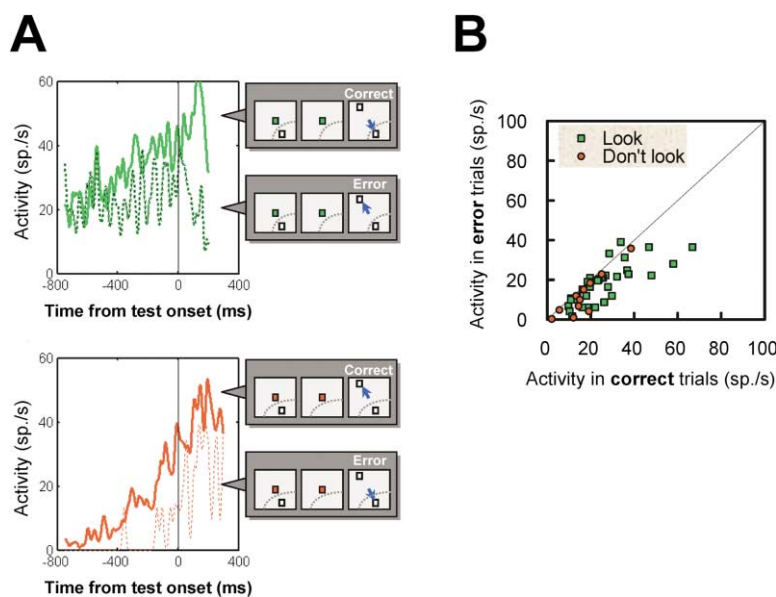 A
60
40
20
0
-800
-400
0
400
Activity (sp./s)
Time from test onset (ms)
Correct
Error
60
40
20
0
-800
-400
0
400
Activity (sp./s)
Time from test onset (ms)
Correct
Error
B
100
80
60
40
20
0
Activity in error trials (sp./s)
Look
Don't look
0 20 40 60 80 100
Activity in correct trials (sp./s)